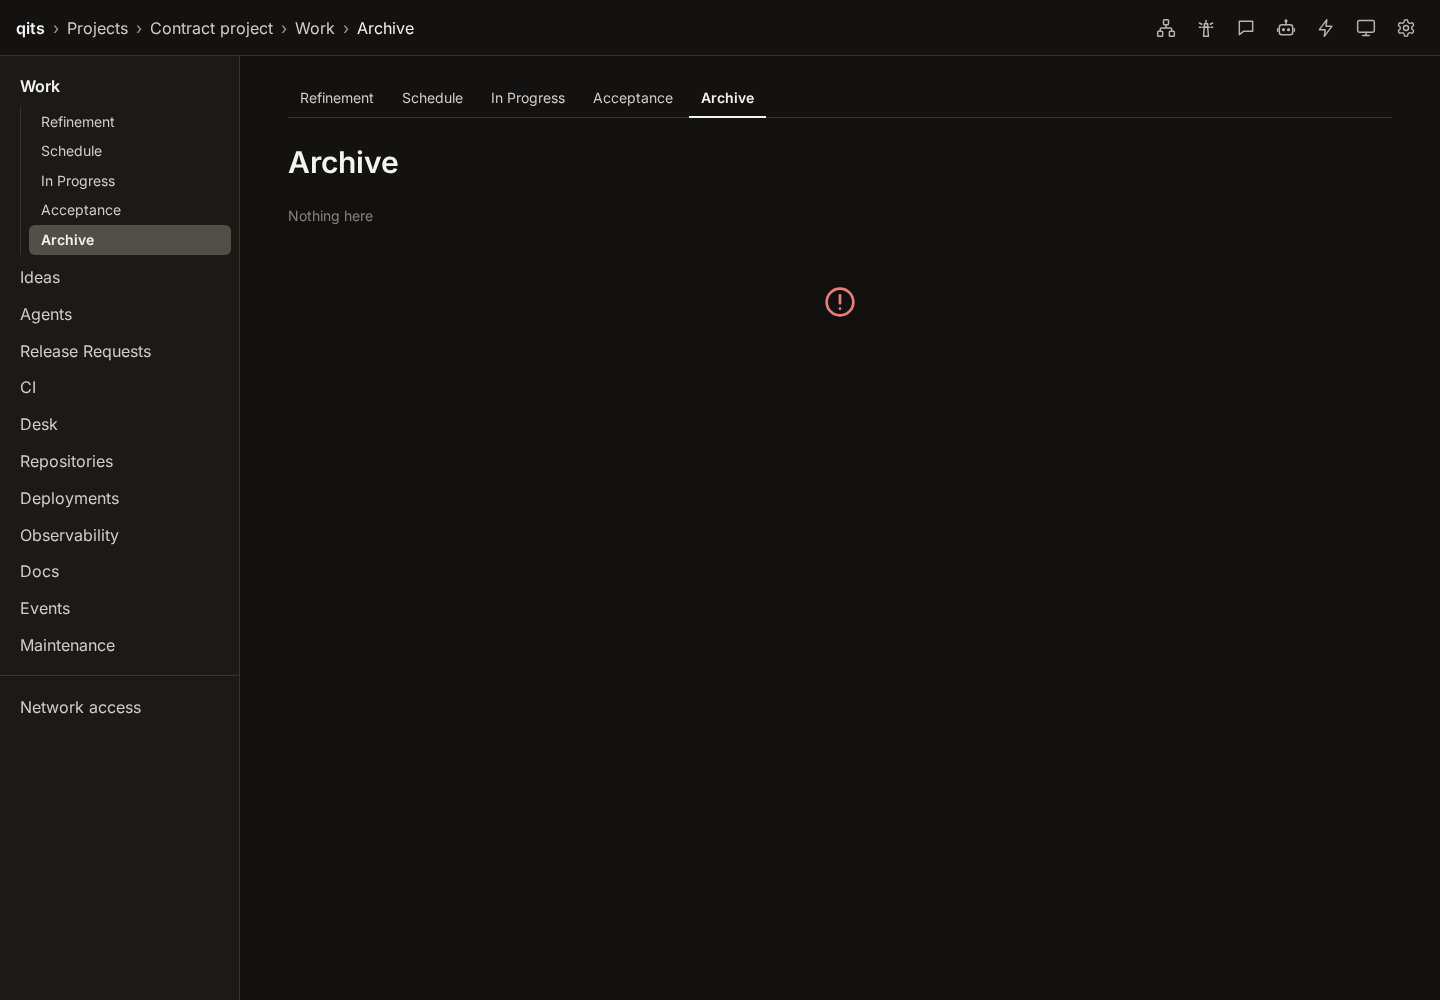 qits › Projects › Contract project › Work › Archive
Work
Refinement
Schedule
In Progress
Acceptance
Archive
Ideas
Agents
Release Requests
CI
Desk
Repositories
Deployments
Observability
Docs
Events
Maintenance
Network access
Refinement Schedule In Progress Acceptance Archive
Archive
Nothing here